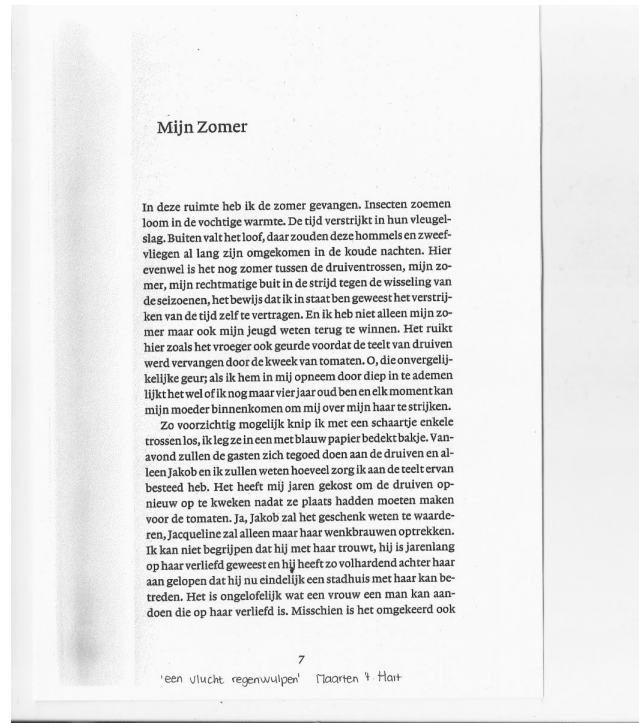 Mijn Zomer
In deze ruimte heb ik de zomer gevangen. Insecten zoemen
loom in de vochtige warmte. De tijd verstrijkt in hun vleugel-
slag. Buiten valt het loof, daar zouden deze hommels en zweef-
vliegen al lang zijn omgekomen in de koude nachten. Hier
evenwel is het nog zomer tussen de druiventrossen, mijn zo-
mer, mijn rechtmatige buit in de strijd tegen de wisseling van
de seizoenen, het bewijs dat ik in staat ben geweest het verstrij-
ken van de tijd zelf te vertragen. En ik heb niet alleen mijn zo-
mer maar ook mijn jeugd weten terug te winnen. Het ruikt
hier zoals het vroeger ook geurde voordat de teelt van druiven
werd vervangen door de kweek van tomaten. O, die onvergelij-
kelijke geur; als ik hem in mij opneem door diep in te ademen
lijkt het wel of ik nog maar vier jaar oud ben en elk moment kan
mijn moeder binnenkomen om mij over mijn haar te strijken.
Zo voorzichtig mogelijk knip ik met een schaartje enkele
trossen los, ik leg ze in een met blauw papier bedekt bakje. Van-
avond zullen de gasten zich tegoed doen aan de druiven en al-
leen Jakob en ik zullen weten hoeveel zorg ik aan de teelt ervan
besteed heb. Het heeft mij jaren gekost om de druiven op-
nieuw op te kweken nadat ze plaats hadden moeten maken
voor de tomaten. Ja, Jakob zal het geschenk weten te waarde-
ren, Jacqueline zal alleen maar haar wenkbrauwen optrekken.
Ik kan niet begrijpen dat hij met haar trouwt, hij is jarenlang
op haar verliefd geweest en hij heeft zo volhardend achter haar
aan gelopen dat hij nu eindelijk een stadhuis met haar kan be-
treden. Het is ongelofelijk wat een vrouw een man kan aan-
doen die op haar verliefd is. Misschien is het omgekeerd ook
7
'een vlucht regenwulpen' Maarten 't Hart